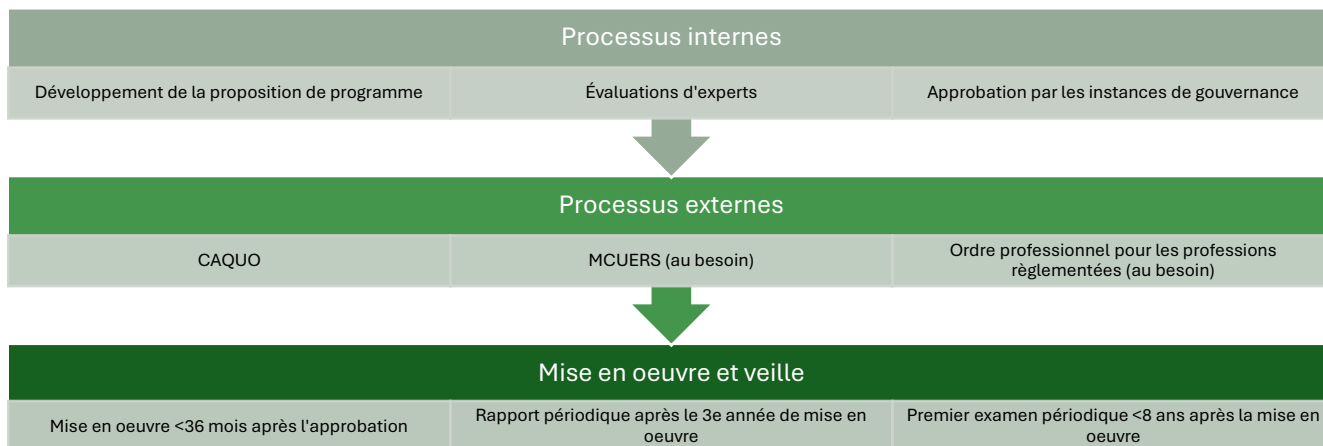 Processus internes
Développement de la proposition de programme
Évaluations d'experts
Approbation par les instances de gouvernance
Processus externes
CAQUO
MCUERS (au besoin)
Ordre professionnel pour les professions
règlementées (au besoin)
Mise en oeuvre et veille
Mise en oeuvre <36 mois après l'approbation
Rapport périodique après le 3e année de mise en
oeuvre
Premier examen périodique <8 ans après la mise en
oeuvre